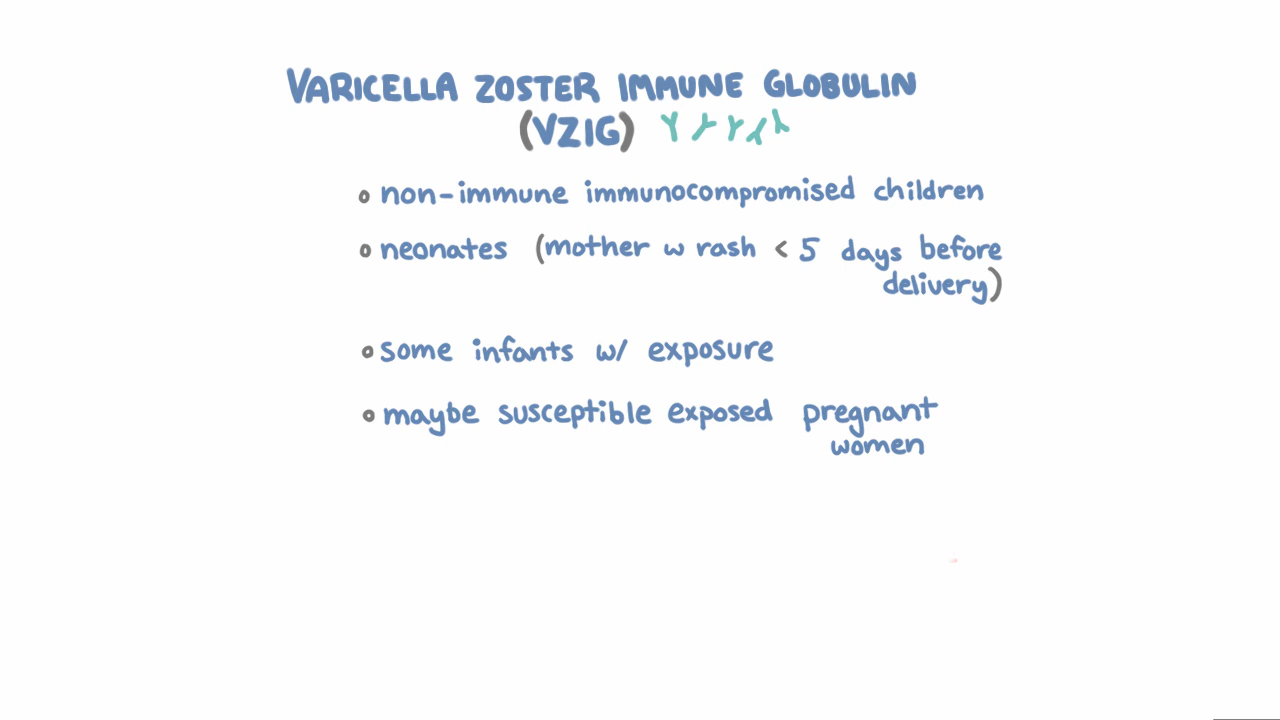 VARICELLA ZOSTER IMMUNE GLOBULIN
(VZIG)
non-immune immunocompromised children
neonates (mother w rash < 5 days before
delivery)
some infants w/ exposure
maybe susceptible exposed pregnant
women